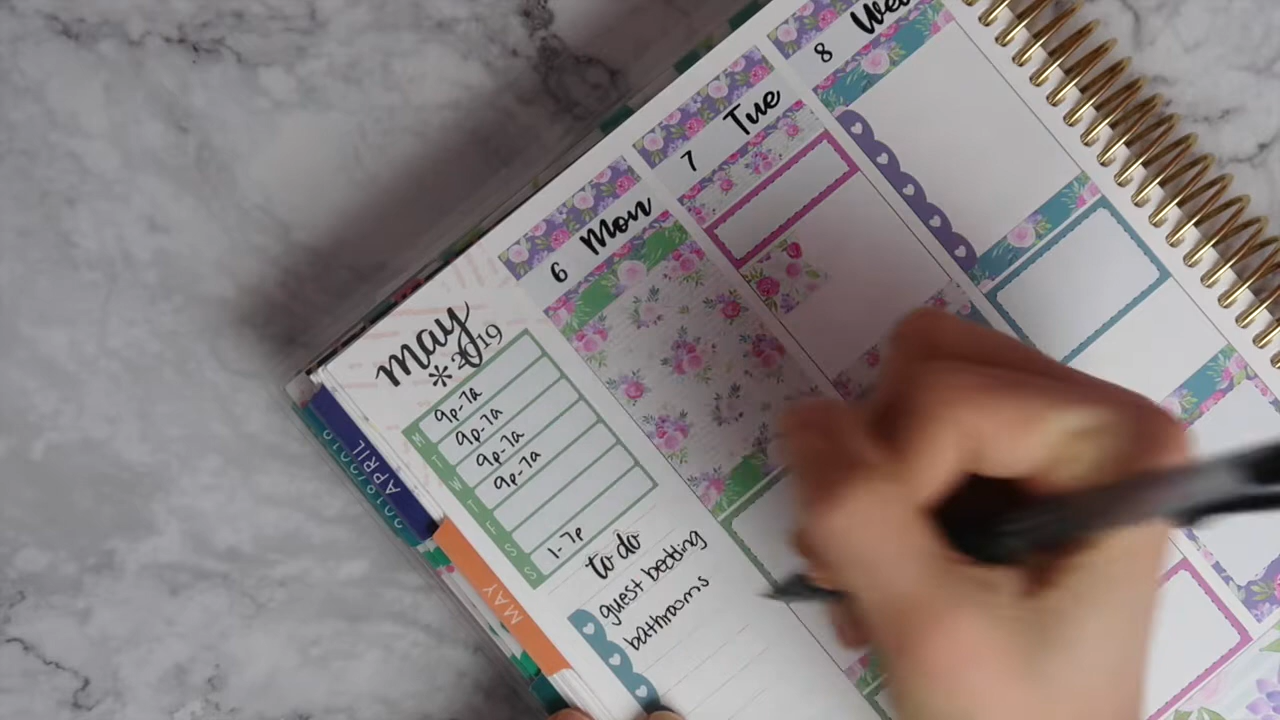 8 Wed
7 Tue
6 Mon
may
*2019
M 9p-7a
T 9p-7a
W 9p-7a
T 9p-7a
F
S
S 1-7p
to do
guest bedding
bathrooms
APRIL
MAY